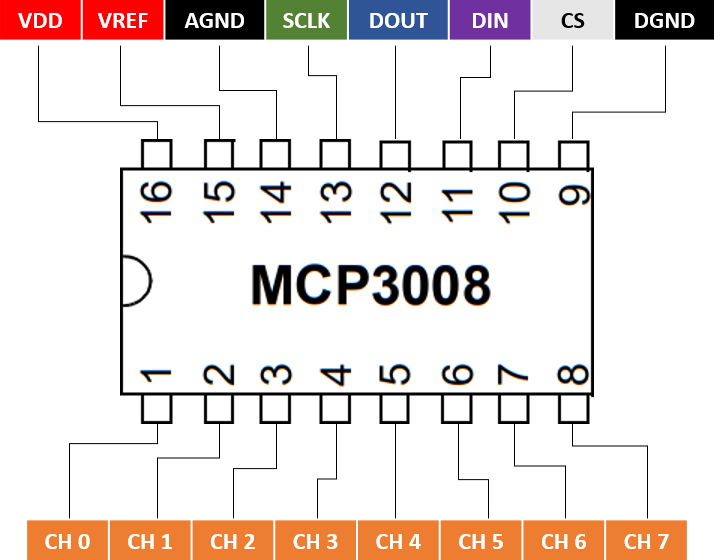 VDD VREF AGND SCLK DOUT DIN CS DGND
16 15 14 13 12 11 10 9
MCP3008
1 2 3 4 5 6 7 8
CH 0 CH 1 CH 2 CH 3 CH 4 CH 5 CH 6 CH 7